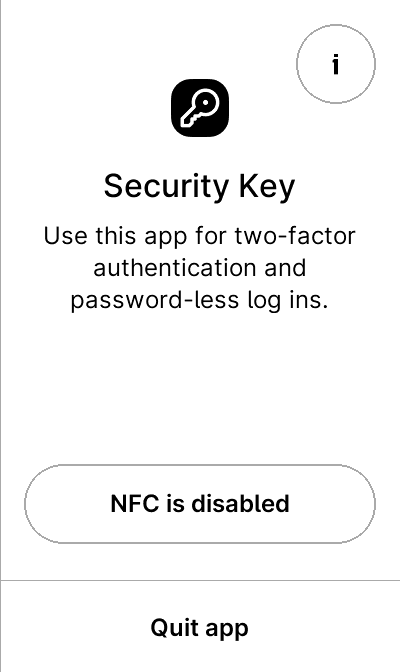 i
Security Key
Use this app for two-factor
authentication and
password-less log ins.
NFC is disabled
Quit app